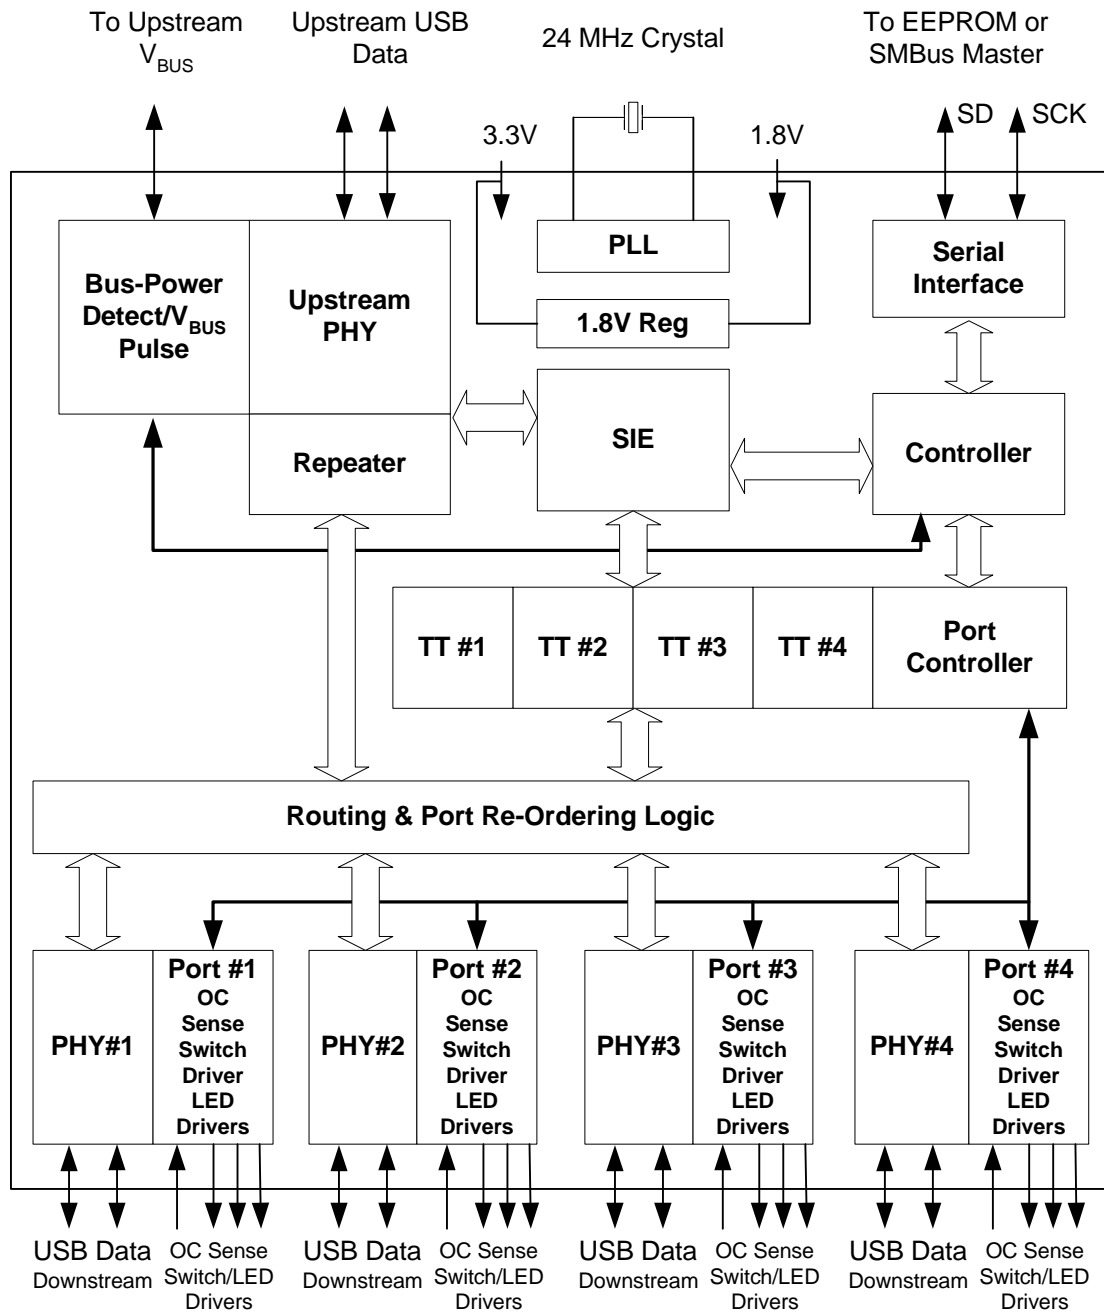 To Upstream
VBUS
Upstream USB
Data
24 MHz Crystal
To EEPROM or
SMBus Master
3.3V
1.8V
SD
SCK
Bus-Power
Detect/VBUS
Pulse
Upstream
PHY
PLL
1.8V Reg
Serial
Interface
Repeater
SIE
Controller
TT #1
TT #2
TT #3
TT #4
Port
Controller
Routing & Port Re-Ordering Logic
PHY#1
Port #1
OC
Sense
Switch
Driver
LED
Drivers
PHY#2
Port #2
OC
Sense
Switch
Driver
LED
Drivers
PHY#3
Port #3
OC
Sense
Switch
Driver
LED
Drivers
PHY#4
Port #4
OC
Sense
Switch
Driver
LED
Drivers
USB Data
Downstream
OC Sense
Switch/LED
Drivers
USB Data
Downstream
OC Sense
Switch/LED
Drivers
USB Data
Downstream
OC Sense
Switch/LED
Drivers
USB Data
Downstream
OC Sense
Switch/LED
Drivers